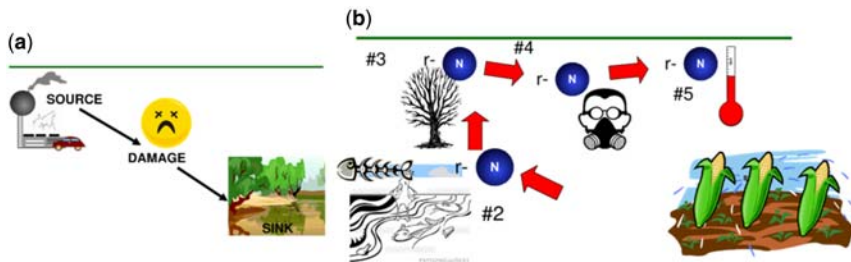 (a)
SOURCE
DAMAGE
SINK
(b)
#3
r- N
#4
r- N
r- N
#5
r- N
#2